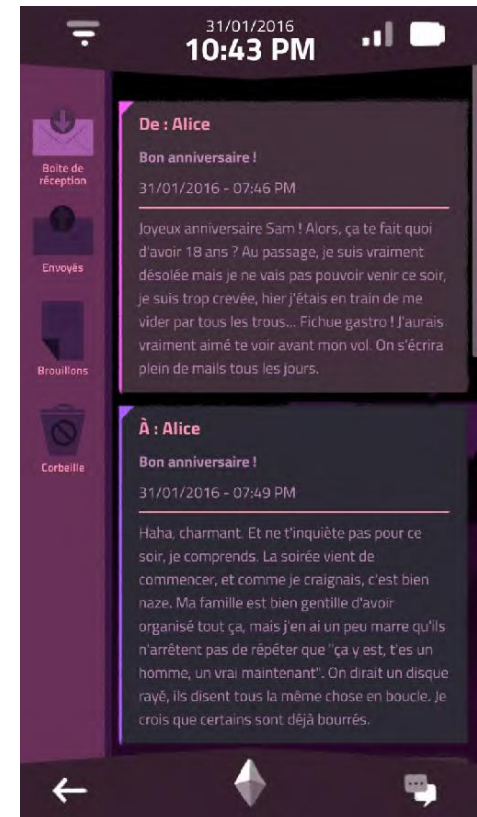 31/01/2016
10:43 PM
Boite de
réception
Envoyés
Brouillons
Corbeille
De : Alice
Bon anniversaire !
31/01/2016 - 07:46 PM
Joyeux anniversaire Sam ! Alors, ça te fait quoi
d'avoir 18 ans ? Au passage, je suis vraiment
désolée mais je ne vais pas pouvoir venir ce soir,
je suis trop crevée, hier j'étais en train de me
vider par tous les trous... Fichue gastro ! J'aurais
vraiment aimé te voir avant mon vol. On s'écrira
plein de mails tous les jours.
À : Alice
Bon anniversaire !
31/01/2016 - 07:49 PM
Haha, charmant. Et ne t'inquiète pas pour ce
soir, je comprends. La soirée vient de
commencer, et comme je craignais, c'est bien
naze. Ma famille est bien gentille d'avoir
organisé tout ça, mais j'en ai un peu marre qu'ils
n'arrêtent pas de répéter que "ça y est, t'es un
homme, un vrai maintenant". On dirait un disque
rayé, ils disent tous la même chose en boucle. Je
crois que certains sont déjà bourrés.